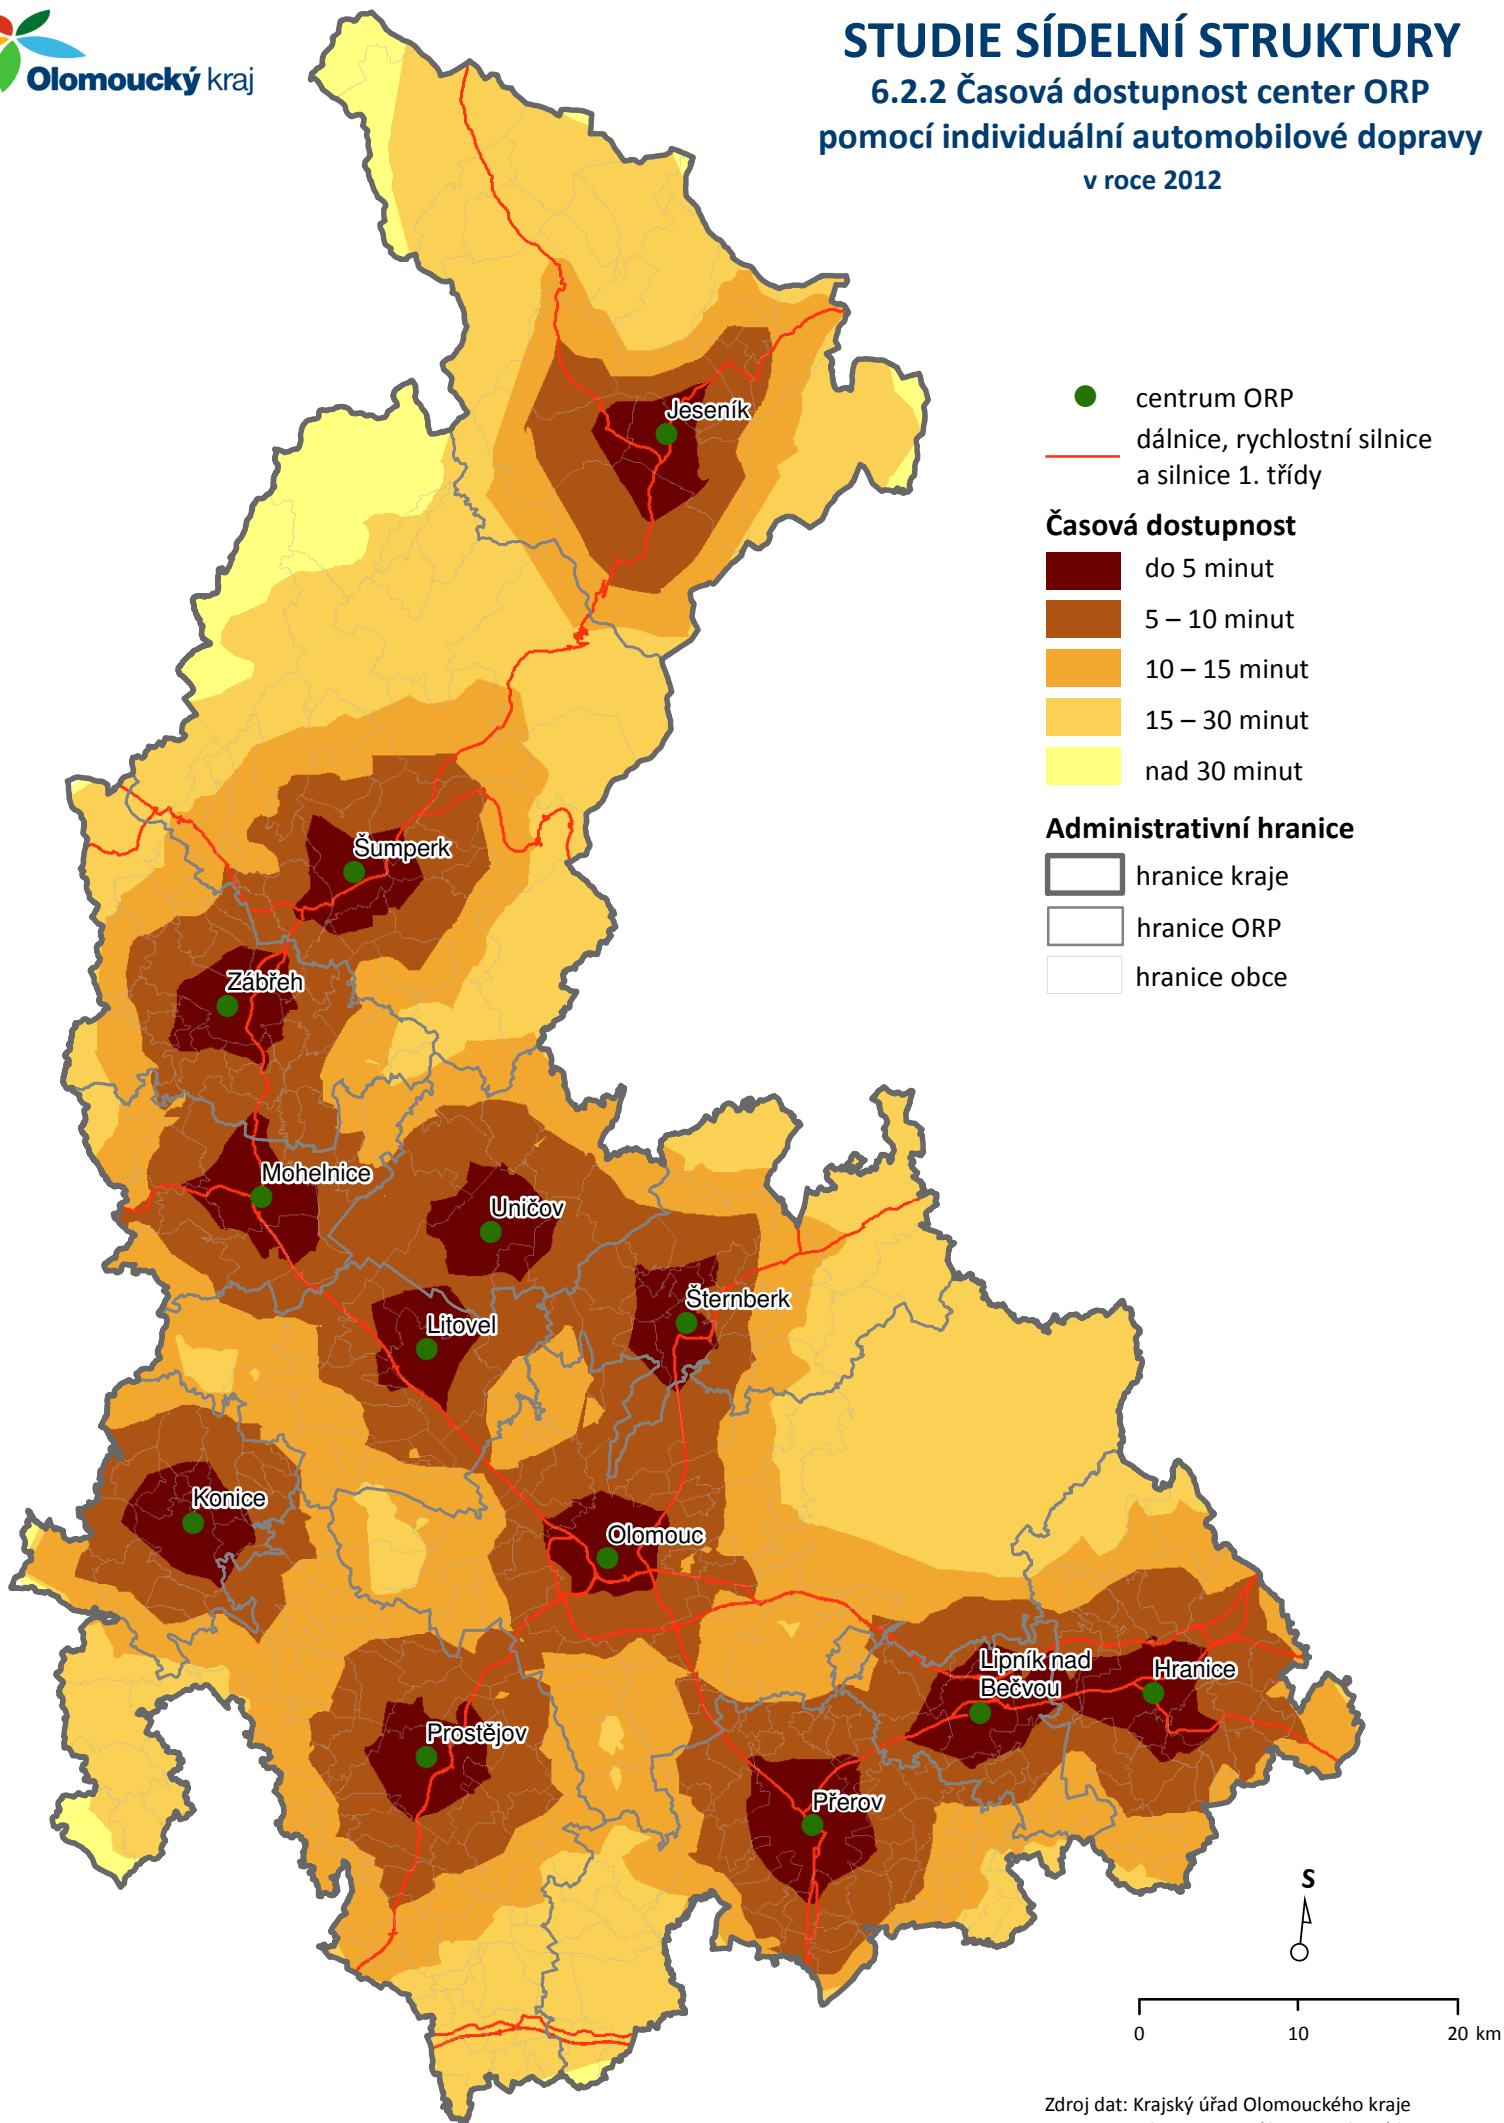 Olomoucký kraj
STUDIE SÍDELNÍ STRUKTURY
6.2.2 Časová dostupnost center ORP
pomocí individuální automobilové dopravy
v roce 2012
centrum ORP
dálnice, rychlostní silnice
a silnice 1. třídy
Časová dostupnost
do 5 minut
5 – 10 minut
10 – 15 minut
15 – 30 minut
nad 30 minut
Administrativní hranice
hranice kraje
hranice ORP
hranice obce
Jeseník
Šumperk
Zábřeh
Mohelnice
Uničov
Šternberk
Litovel
Konice
Olomouc
Lipník nad
Bečvou
Hranice
Prostějov
Přerov
S
0 10 20 km
Zdroj dat: Krajský úřad Olomouckého kraje